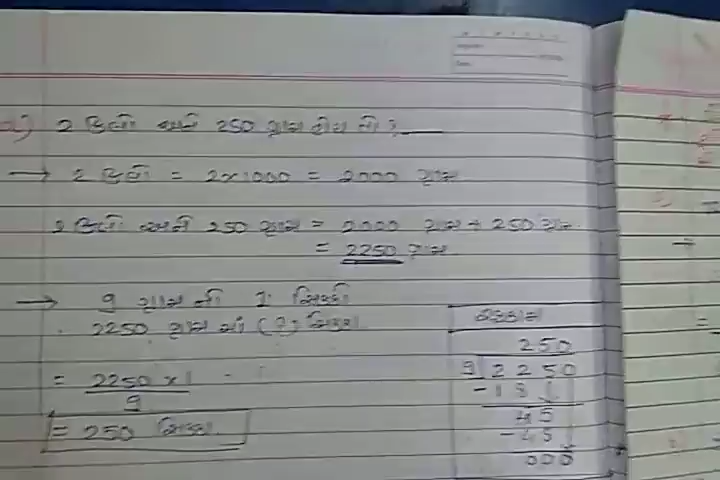 2 કિલો અને 250 ગ્રામ હોય તો ?
→ 2 કિલો = 2×1000 = 2000 ગ્રામ
2 કિલો અને 250 ગ્રામ = 2000 ગ્રામ + 250 ગ્રામ
= 2250 ગ્રામ
→ 9 ગ્રામ નો 1 સિક્કો
2250 ગ્રામ માં (?) સિક્કા
= 2250 × 1
9
= 250 સિક્કા
250
9 2250
- 18
45
- 45
000